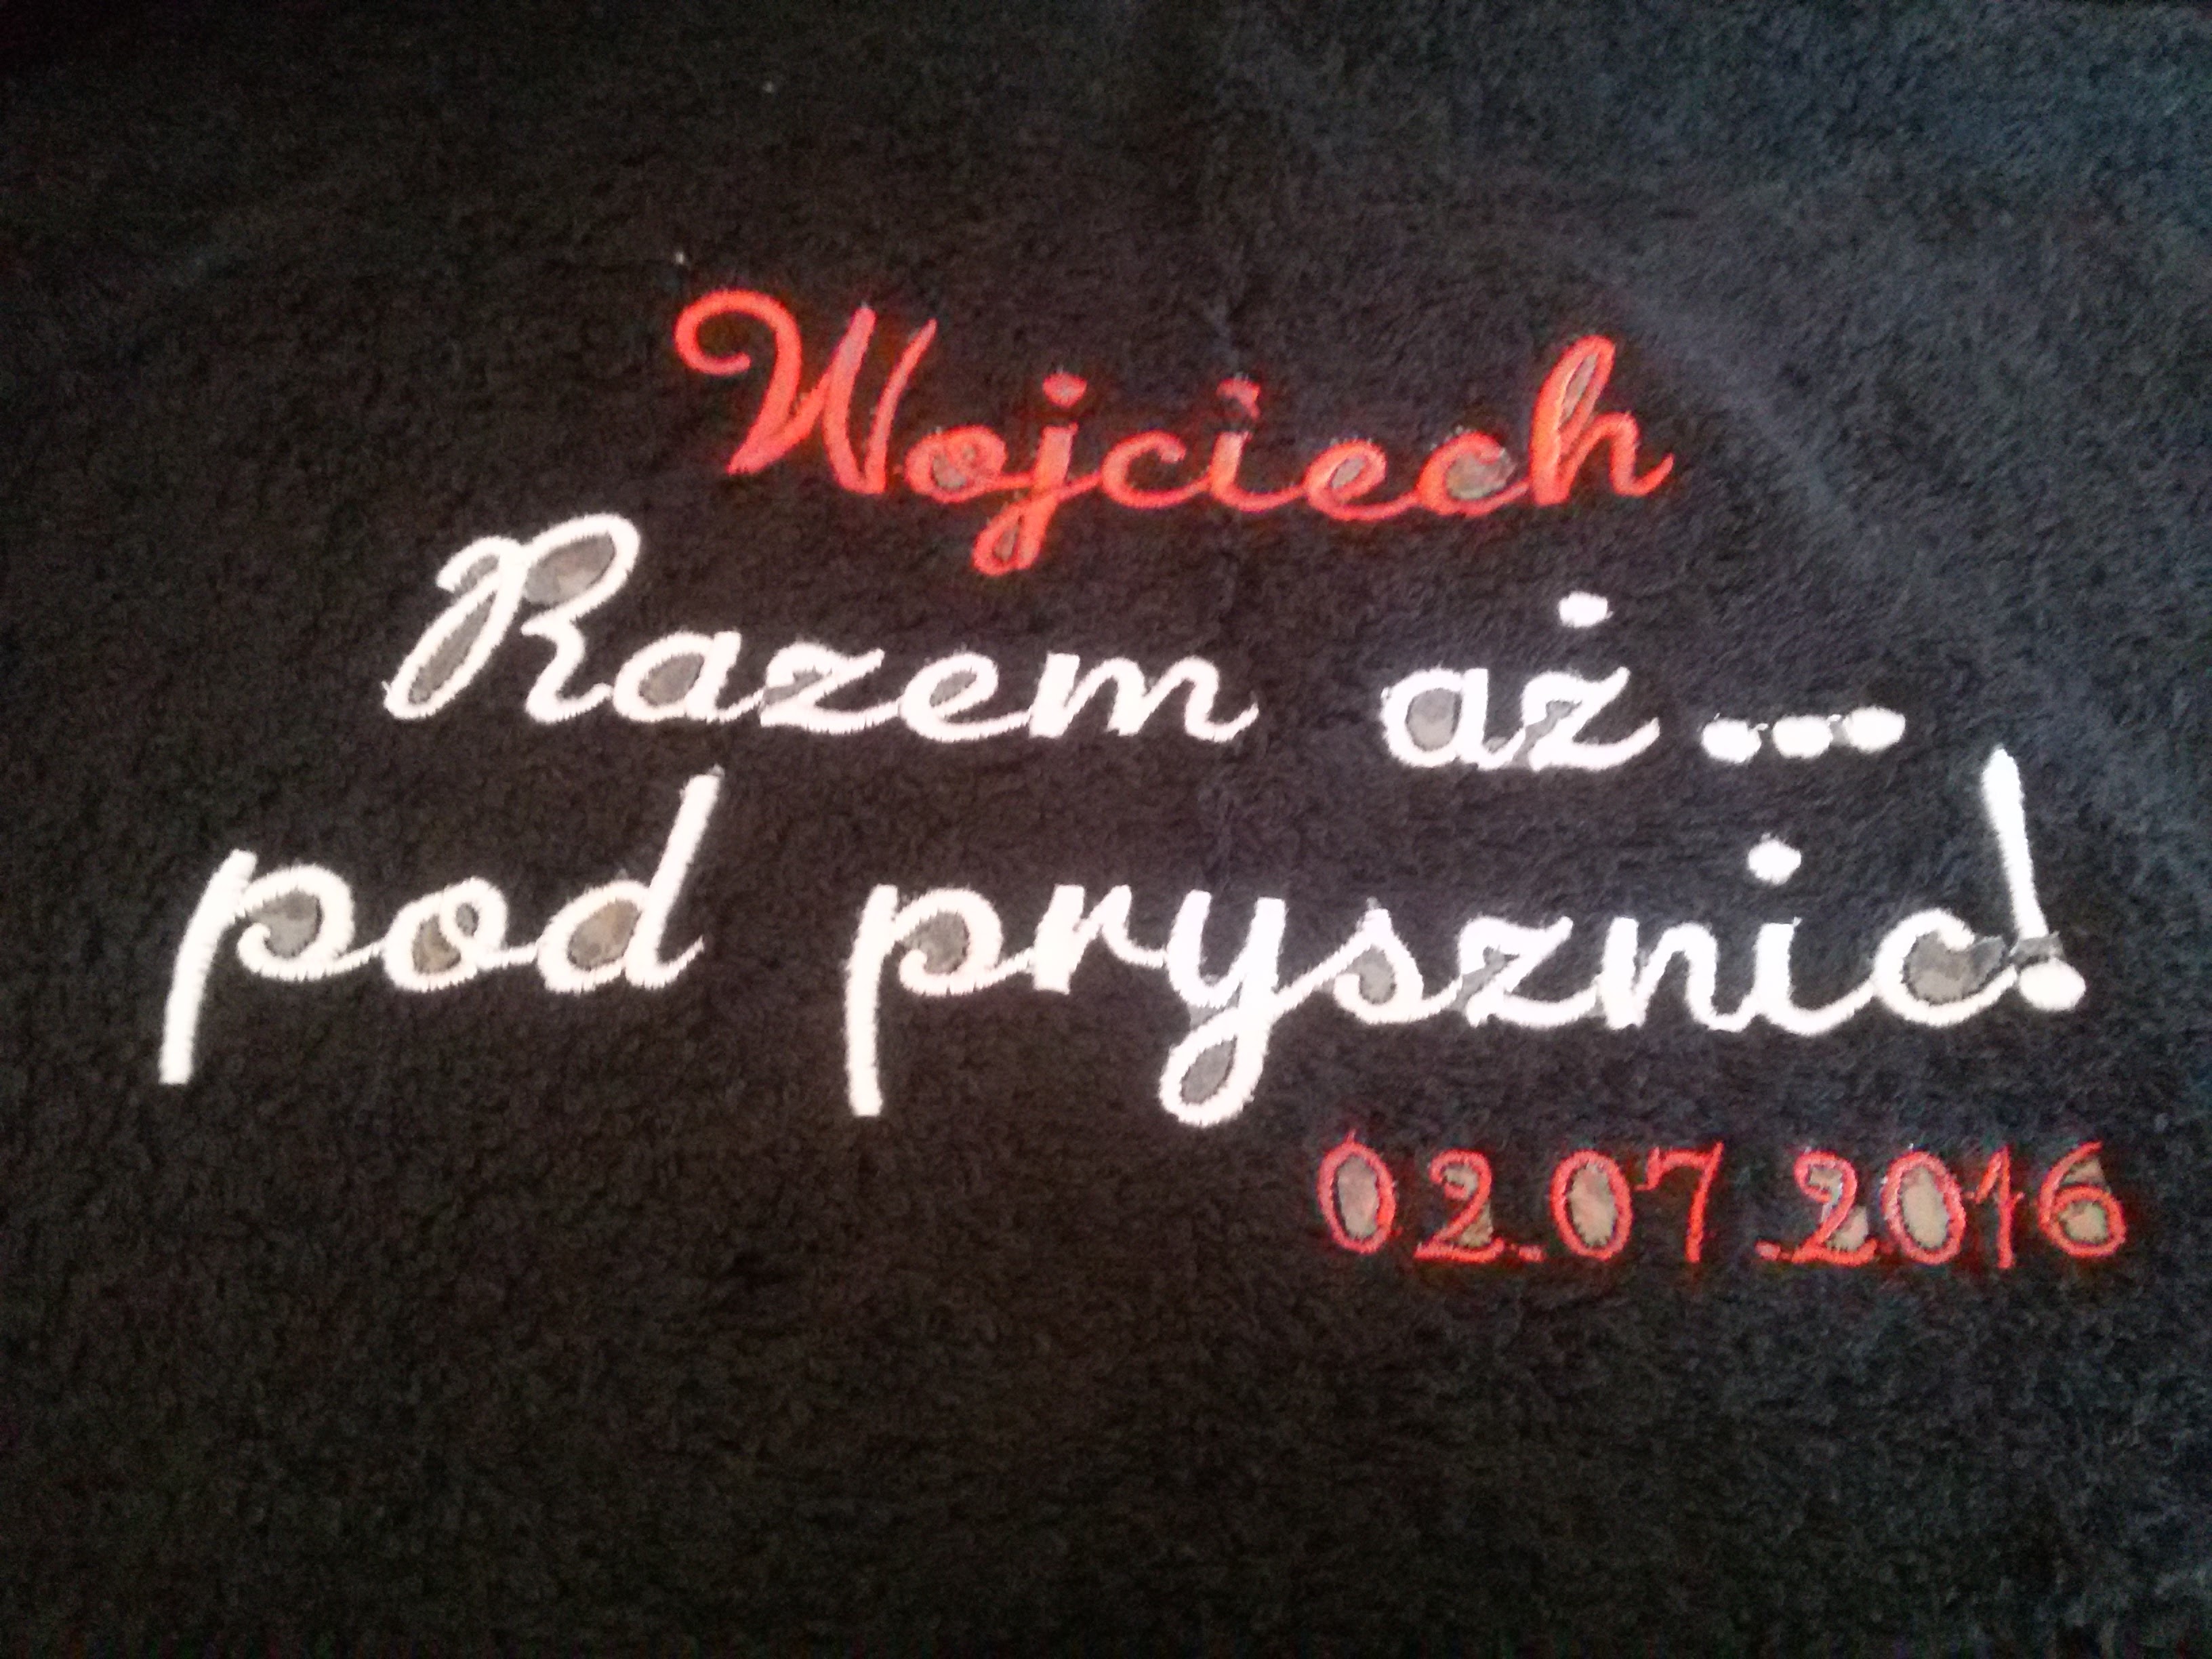 Wojciech
Razem aż...
pod prysznic!
02.07.2016